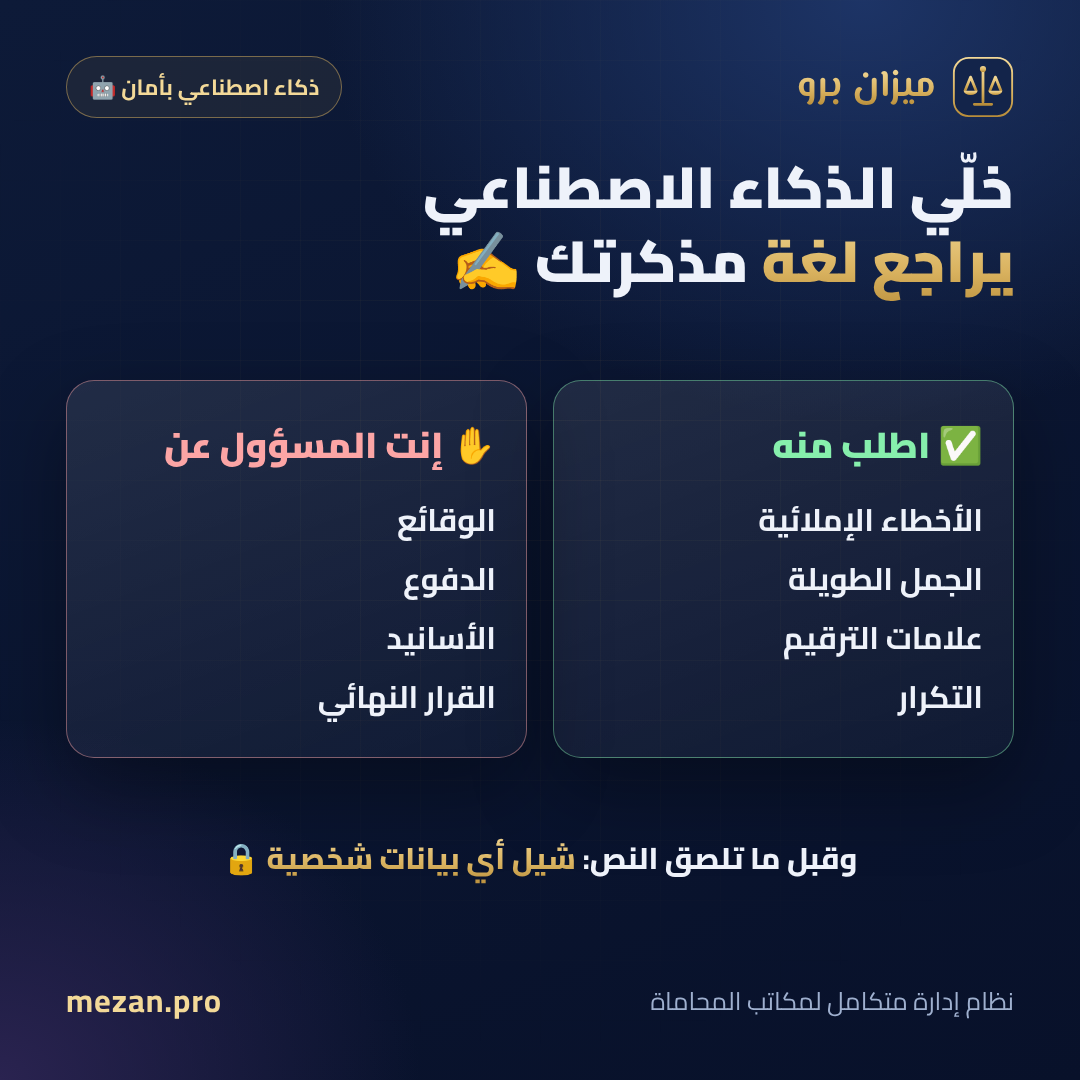 ميزان برو
ذكاء اصطناعي بأمان 🤖
خلّي الذكاء الاصطناعي
يراجع لغة مذكرتك ✍️
✅ اطلب منه
الأخطاء الإملائية
الجمل الطويلة
علامات الترقيم
التكرار
✋ إنت المسؤول عن
الوقائع
الدفوع
الأسانيد
القرار النهائي
وقبل ما تلصق النص: شيل أي بيانات شخصية 🔒
نظام إدارة متكامل لمكاتب المحاماة
mezan.pro